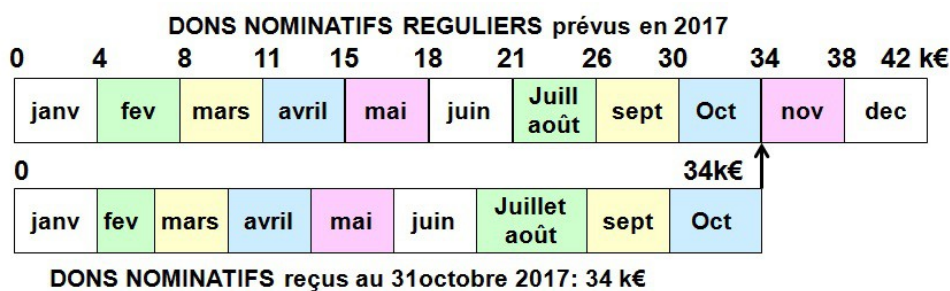 DONS NOMINATIFS REGULIERS prévus en 2017
0 4 8 11 15 18 21 26 30 34 38 42 k€
janv fev mars avril mai juin Juill août sept Oct nov dec
0 34k€
janv fev mars avril mai juin Juillet août sept Oct
DONS NOMINATIFS reçus au 31octobre 2017: 34 k€